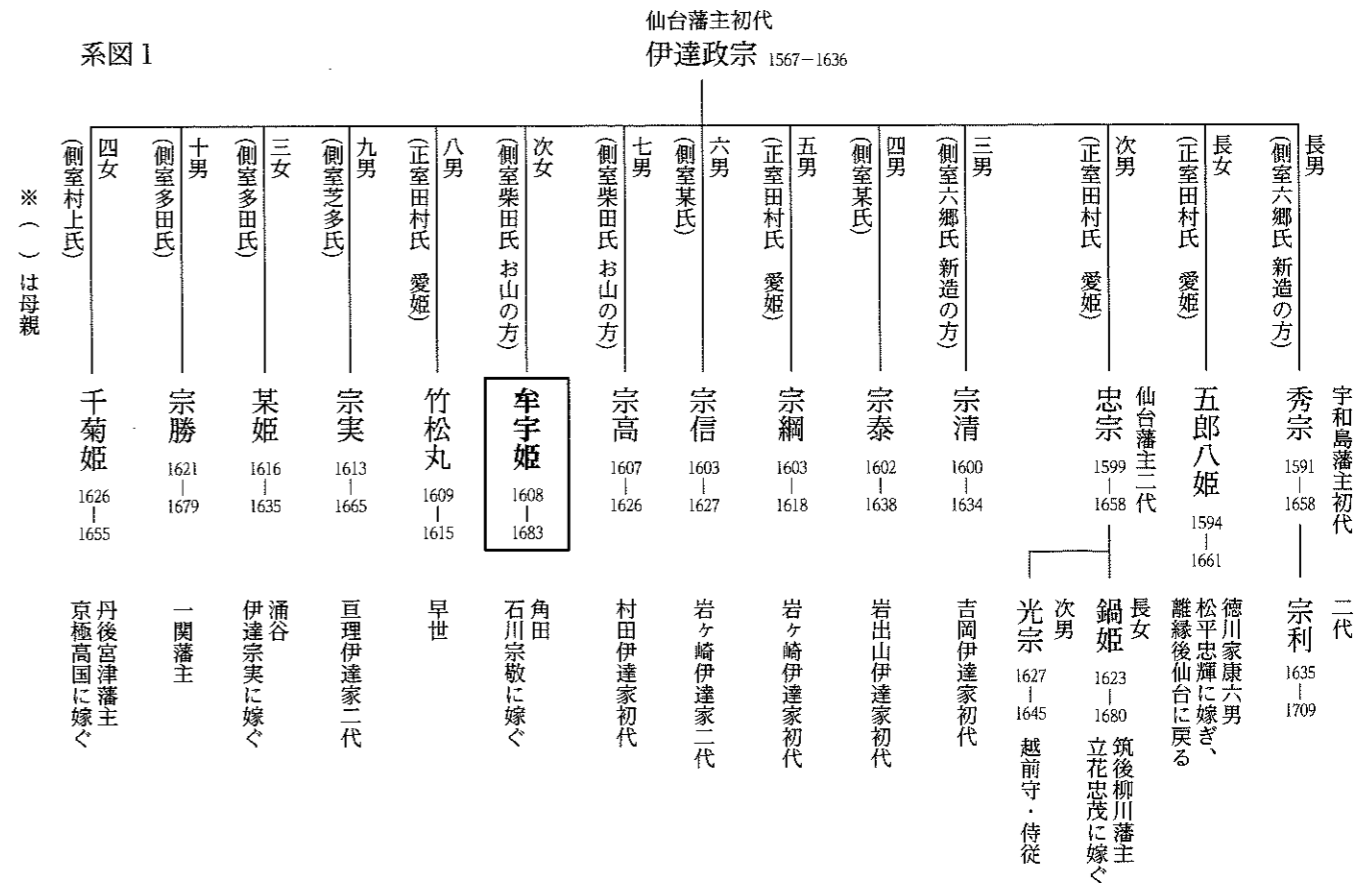 系図1
仙台藩主初代
伊達政宗 1567−1636
長男
(側室六郷氏 新造の方)
宇和島藩主初代
秀宗 1591−1658
二代
宗利 1635−1709
長女
(正室田村氏 愛姫)
五郎八姫 1594−1661
徳川家康六男
松平忠輝に嫁ぎ、
離縁後仙台に戻る
次男
(正室田村氏 愛姫)
仙台藩主二代
忠宗 1599−1658
長女
鍋姫 1623−1680
筑後柳川藩主
立花忠茂に嫁ぐ
次男
光宗 1627−1645
越前守・侍従
三男
(側室六郷氏 新造の方)
宗清 1600−1634
吉岡伊達家初代
四男
(側室某氏)
宗泰 1602−1638
岩出山伊達家初代
五男
(正室田村氏 愛姫)
宗綱 1603−1618
岩ヶ崎伊達家初代
六男
(側室某氏)
宗信 1603−1627
岩ヶ崎伊達家二代
七男
(側室柴田氏 お山の方)
宗高 1607−1626
村田伊達家初代
次女
(側室柴田氏 お山の方)
牟宇姫 1608−1683
角田
石川宗敬に嫁ぐ
八男
(正室田村氏 愛姫)
竹松丸 1609−1615
早世
九男
(側室芝多氏)
宗実 1613−1665
亘理伊達家二代
三女
(側室多田氏)
某姫 1616−1635
涌谷
伊達宗実に嫁ぐ
十男
(側室多田氏)
宗勝 1621−1679
一関藩主
四女
(側室村上氏)
千菊姫 1626−1655
丹後宮津藩主
京極高国に嫁ぐ
※( )は母親